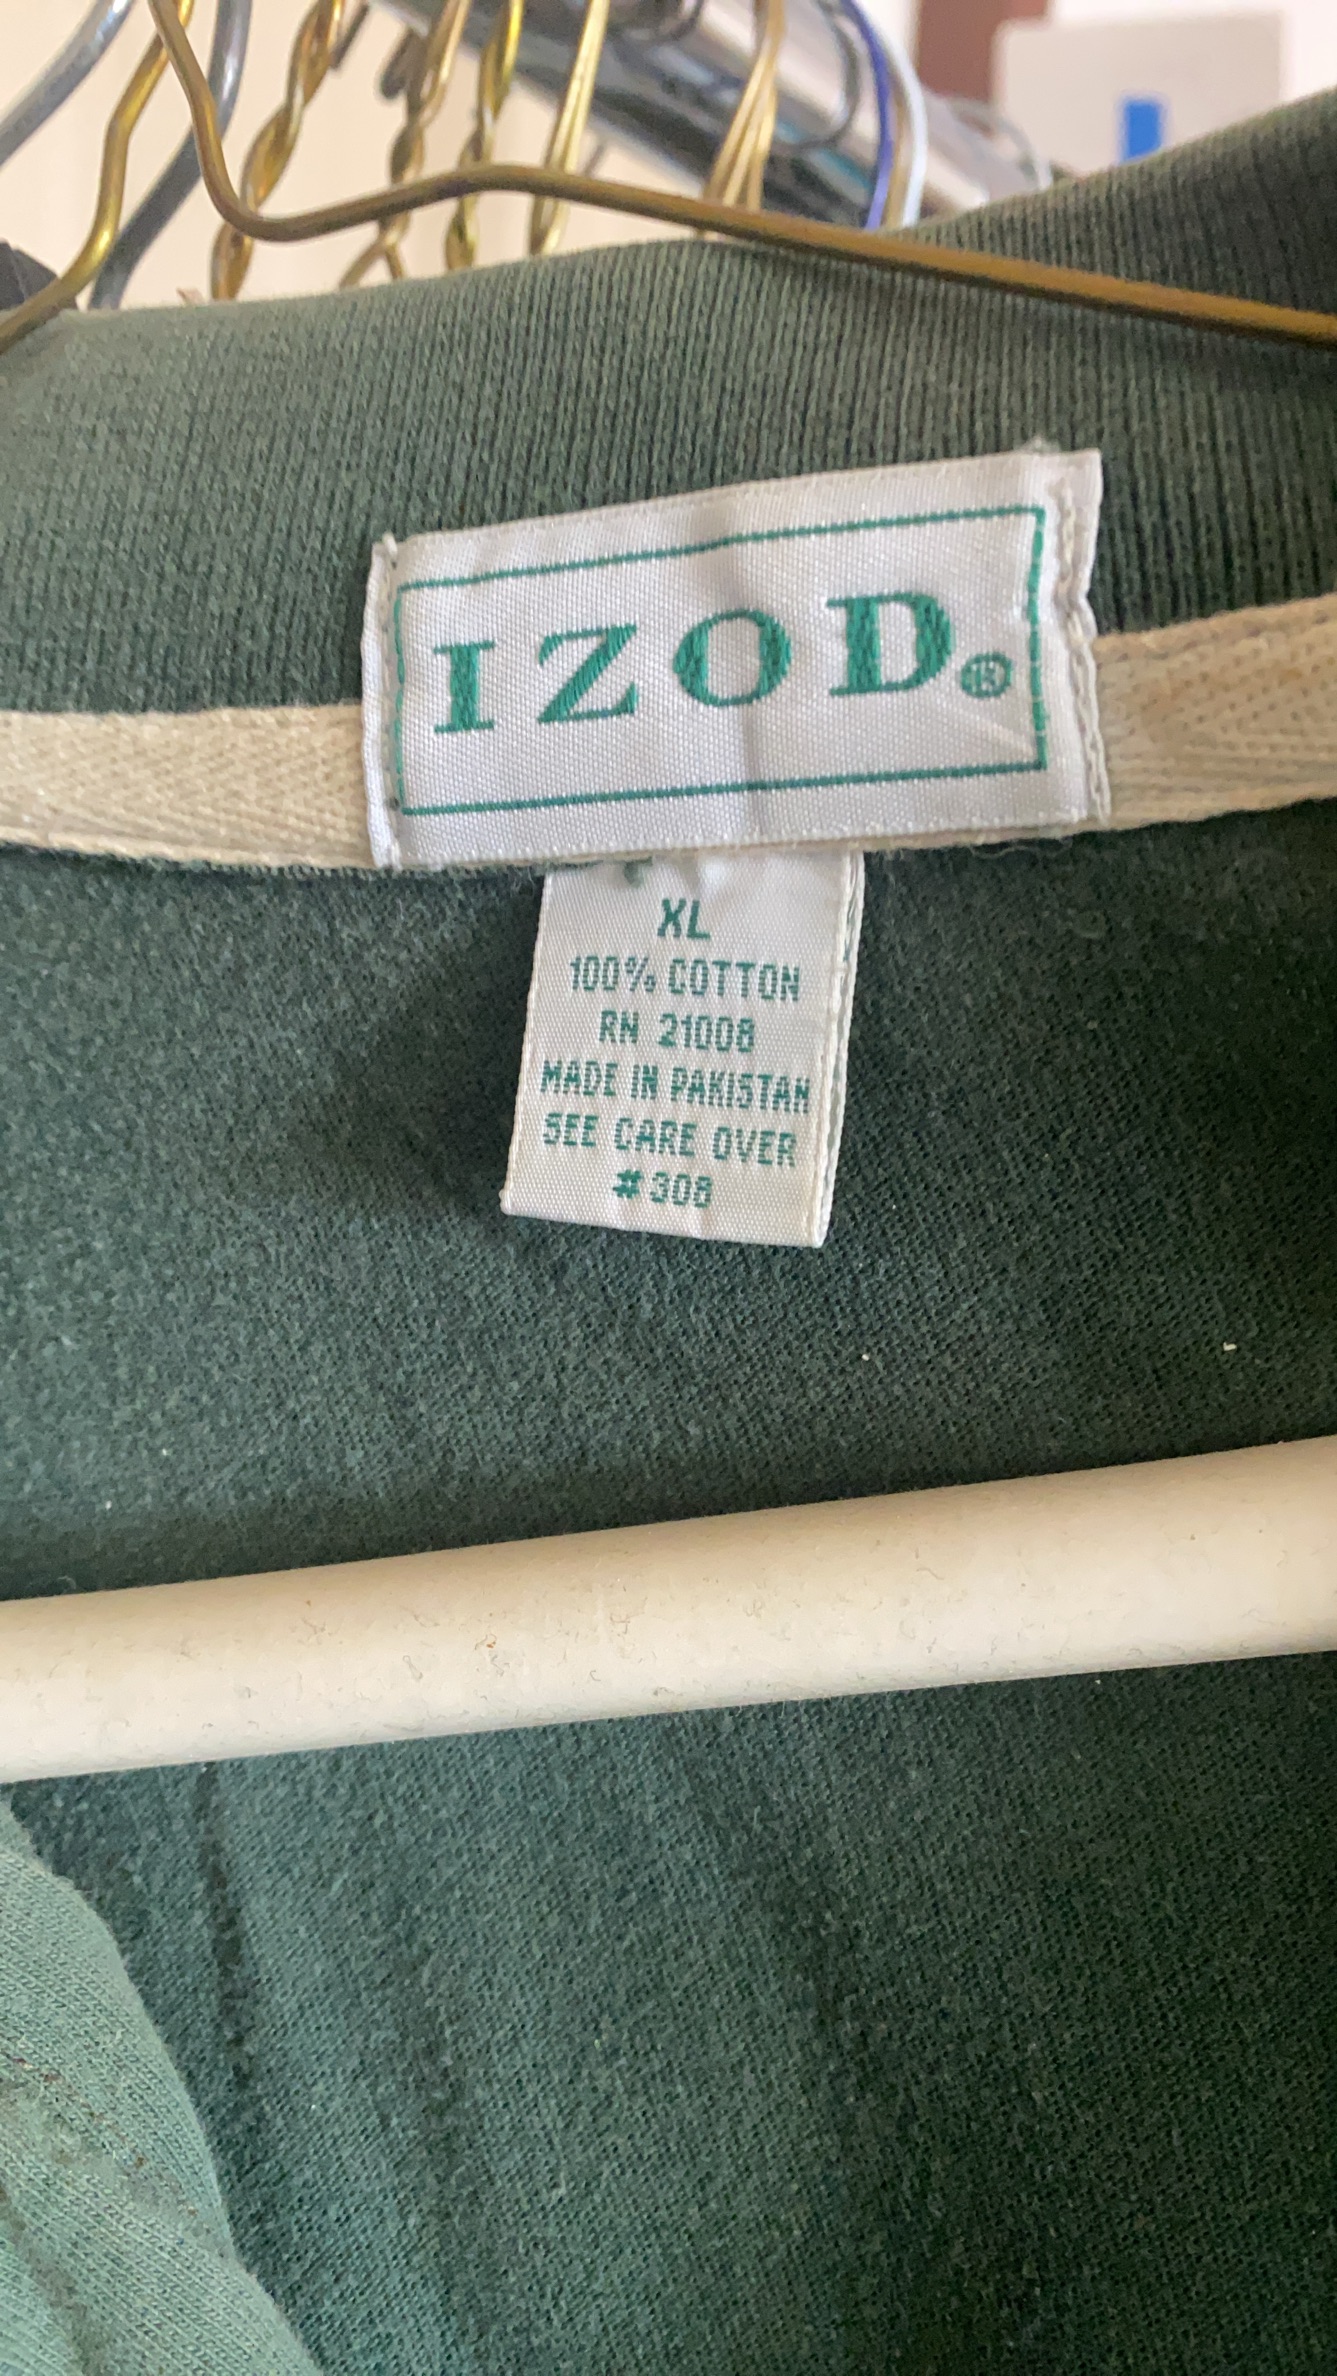 IZOD®
XL
100% COTTON
RN 21008
MADE IN PAKISTAN
SEE CARE OVER
#308